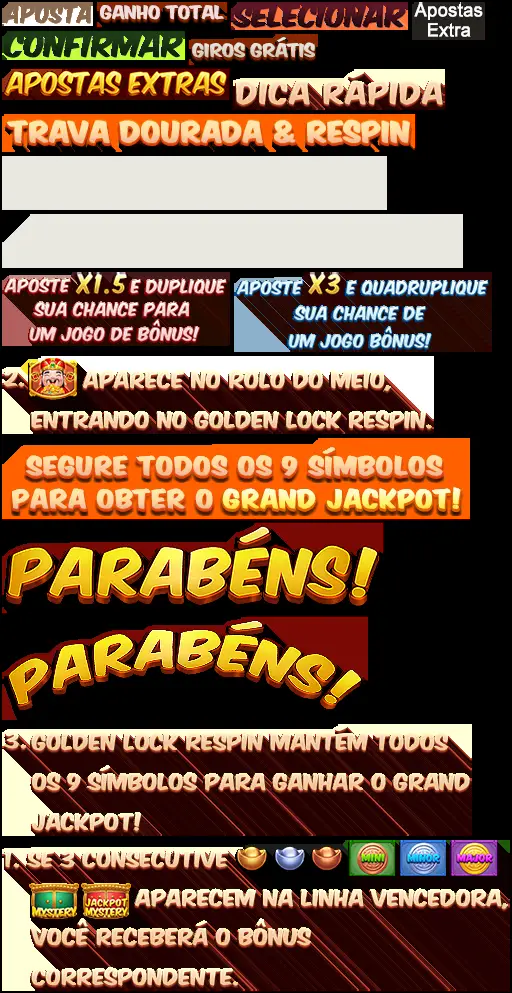 APOSTA GANHO TOTAL SELECIONAR Apostas Extra
CONFIRMAR GIROS GRÁTIS
APOSTAS EXTRAS DICA RÁPIDA
TRAVA DOURADA & RESPIN
APOSTE X1.5 E DUPLIQUE
SUA CHANCE PARA
UM JOGO DE BÔNUS!
APOSTE X3 E QUADRUPLIQUE
SUA CHANCE DE
UM JOGO BÔNUS!
2. APARECE NO ROLO DO MEIO,
ENTRANDO NO GOLDEN LOCK RESPIN.
SEGURE TODOS OS 9 SÍMBOLOS
PARA OBTER O GRAND JACKPOT!
PARABÉNS!
PARABÉNS!
3. GOLDEN LOCK RESPIN MANTÉM TODOS
OS 9 SÍMBOLOS PARA GANHAR O GRAND
JACKPOT!
1. SE 3 CONSECUTIVE MINI MINOR MAJOR
MYSTERY JACKPOT MYSTERY APARECEM NA LINHA VENCEDORA,
VOCÊ RECEBERÁ O BÔNUS
CORRESPONDENTE.